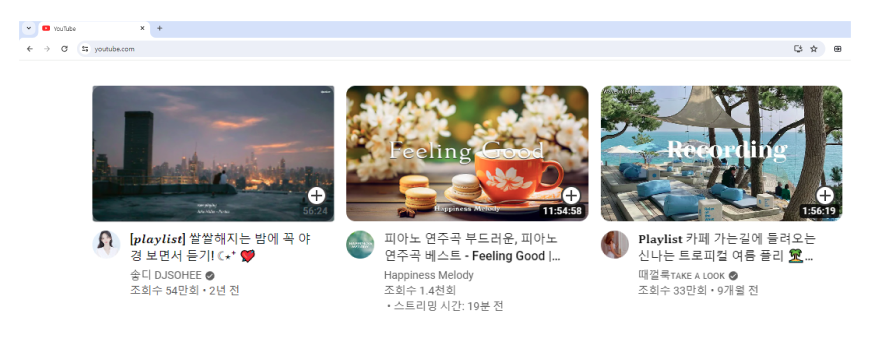 YouTube
youtube.com
56:24
Feeling Good
Happiness Melody
11:54:58
Recording
1:56:19
[playlist] 쌀쌀해지는 밤에 꼭 야
경 보면서 듣기! ☾⋆⁺ ❤️
송디 DJSOHEE
조회수 54만회 • 2년 전
피아노 연주곡 부드러운, 피아노
연주곡 베스트 - Feeling Good |...
Happiness Melody
조회수 1.4천회
• 스트리밍 시간: 19분 전
Playlist 카페 가는길에 들려오는
신나는 트로피컬 여름 플리 🌴...
때껄룩TAKE A LOOK
조회수 33만회 • 9개월 전